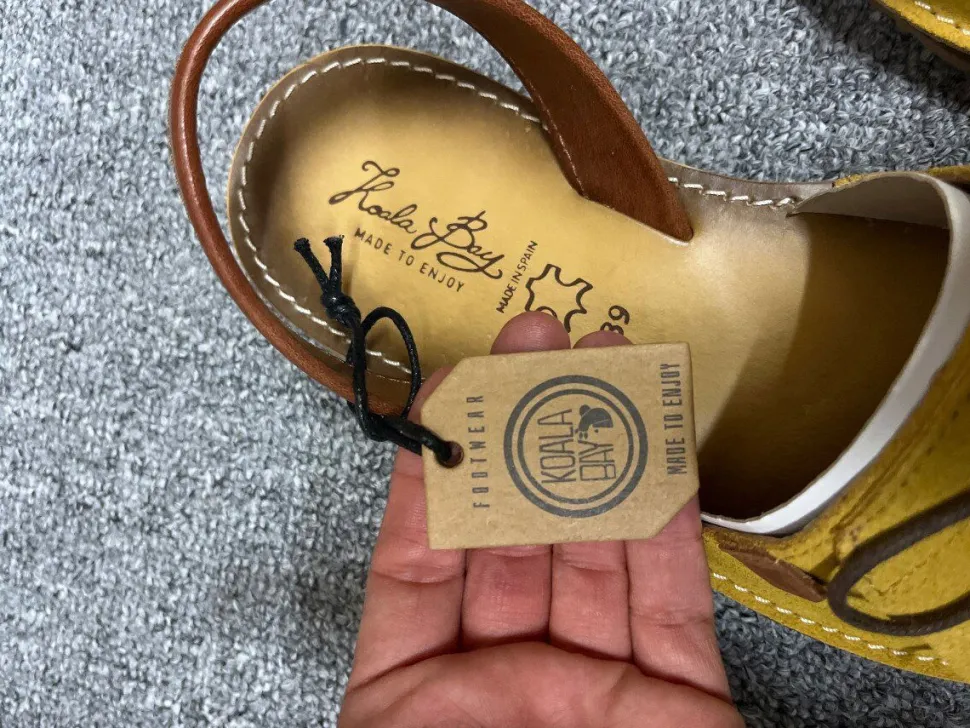 Koala Bay
MADE TO ENJOY
MADE IN SPAIN
39
FOOTWEAR
KOALA
BAY
MADE TO ENJOY